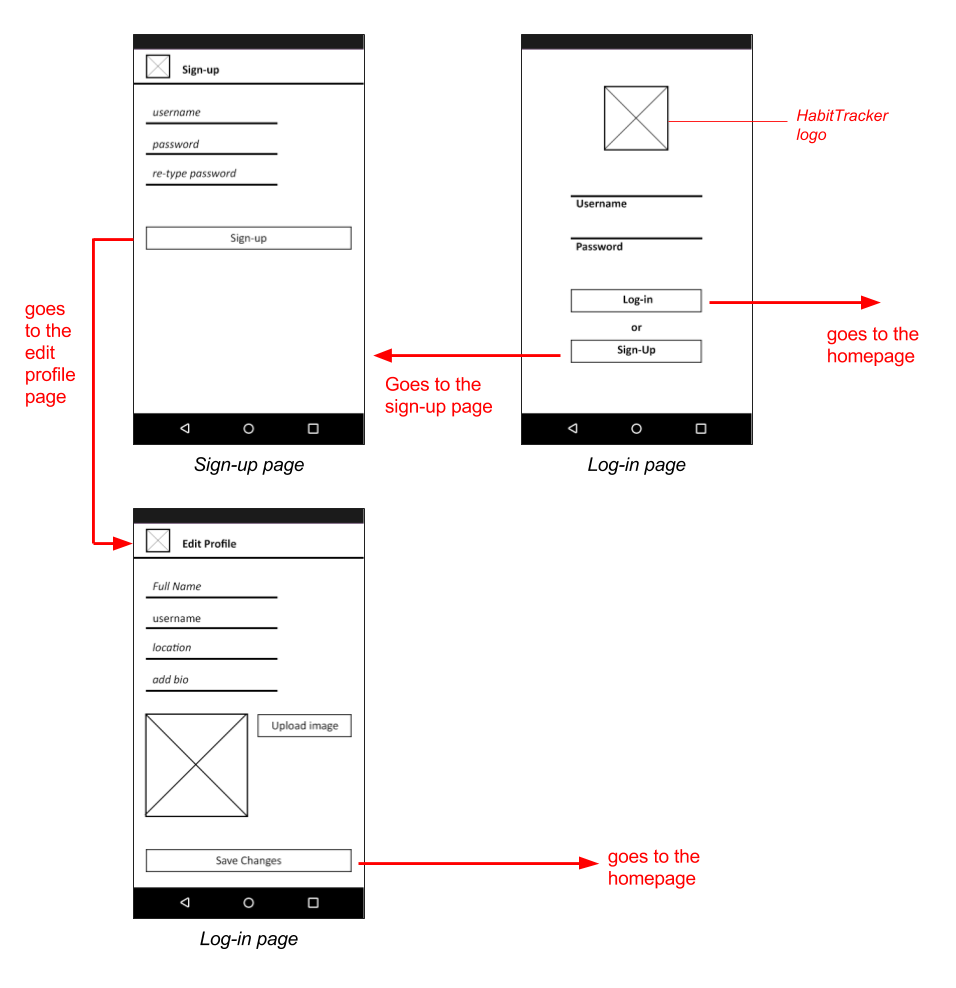 Sign-up
username
password
re-type password
Sign-up
Sign-up page
HabitTracker
logo
Username
Password
Log-in
or
Sign-Up
Log-in page
goes to the
homepage
Goes to the
sign-up page
goes
to the
edit
profile
page
Edit Profile
Full Name
username
location
add bio
Upload image
Save Changes
Log-in page
goes to the
homepage